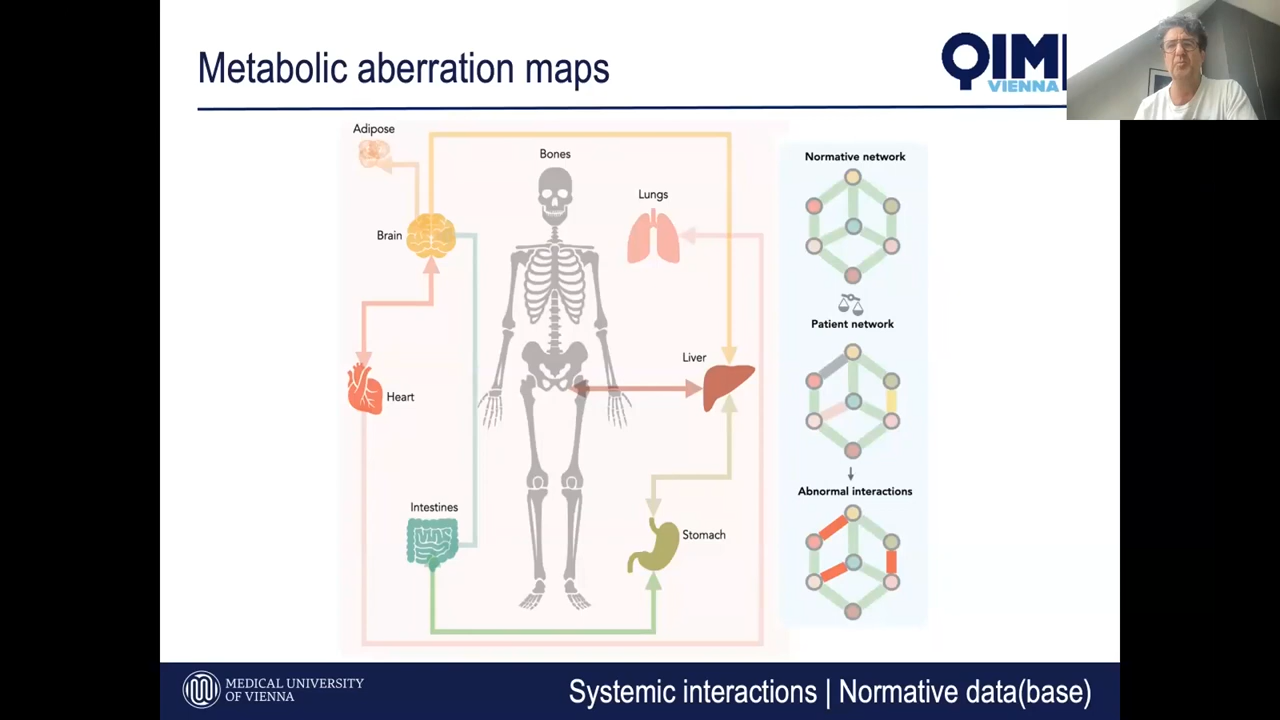 Metabolic aberration maps
QIM
VIENNA
Adipose
Bones
Lungs
Brain
Liver
Heart
Intestines
Stomach
Normative network
Patient network
Abnormal interactions
MEDICAL UNIVERSITY
OF VIENNA
Systemic interactions | Normative data(base)